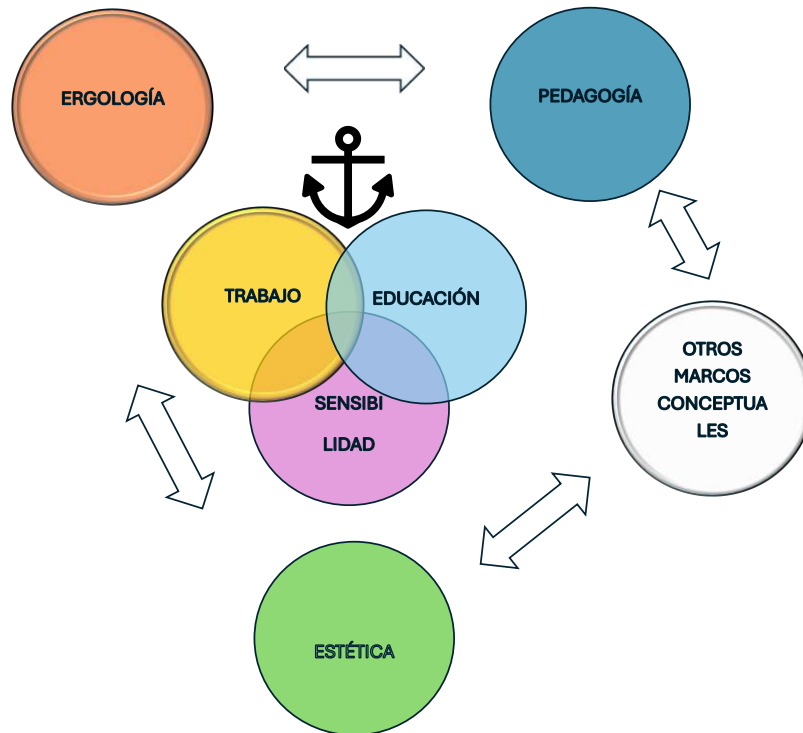 ERGOLOGÍA
PEDAGOGÍA
TRABAJO
EDUCACIÓN
SENSIBI
LIDAD
OTROS
MARCOS
CONCEPTUA
LES
ESTÉTICA